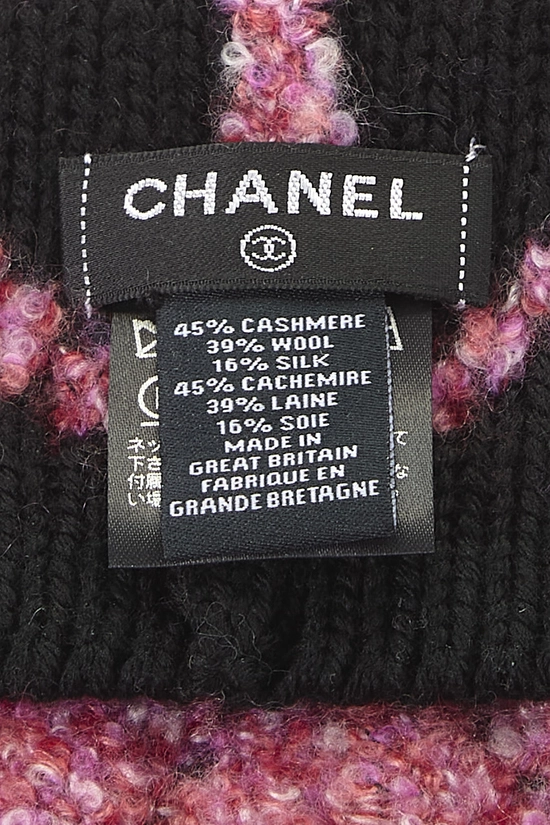 CHANEL
45% CASHMERE
39% WOOL
16% SILK
45% CACHEMIRE
39% LAINE
16% SOIE
MADE IN
GREAT BRITAIN
FABRIQUE EN
GRANDE BRETAGNE